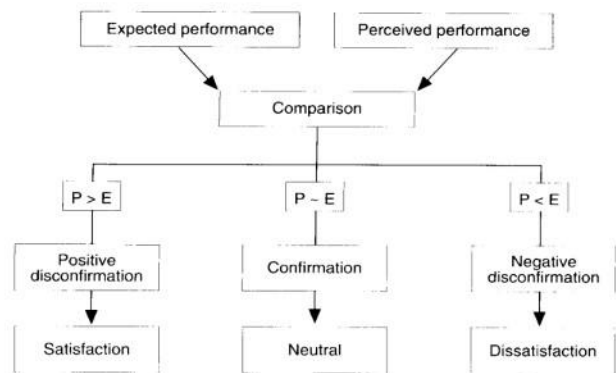 Expected performance
Perceived performance
Comparison
P > E
P ~ E
P < E
Positive
disconfirmation
Confirmation
Negative
disconfirmation
Satisfaction
Neutral
Dissatisfaction